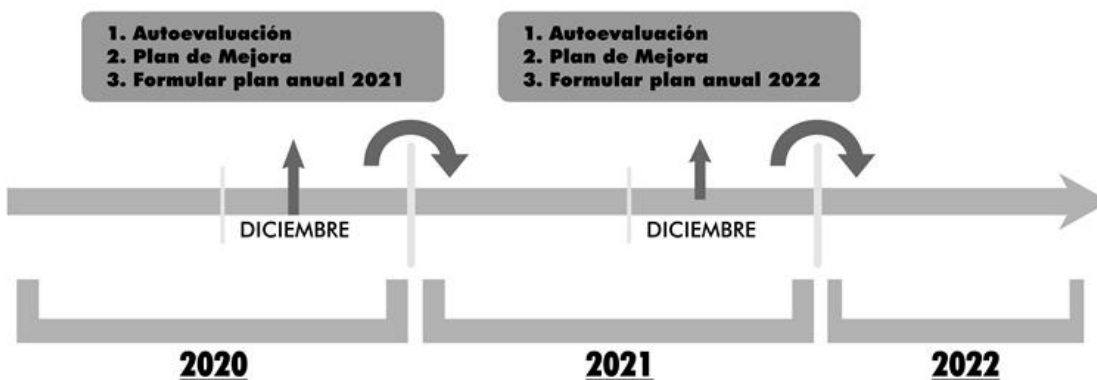 1. Autoevaluación
2. Plan de Mejora
3. Formular plan anual 2021
1. Autoevaluación
2. Plan de Mejora
3. Formular plan anual 2022
DICIEMBRE
DICIEMBRE
2020
2021
2022